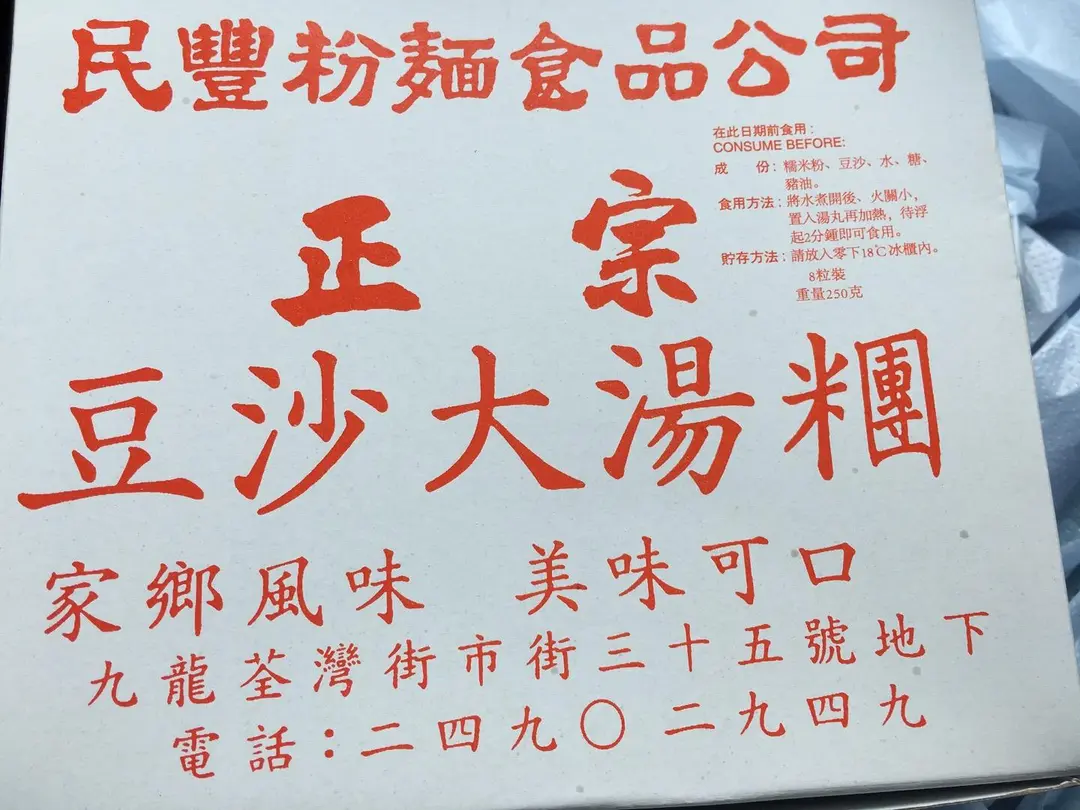 民豐粉麵食品公司
在此日期前食用:
CONSUME BEFORE:
成 份: 糯米粉、豆沙、水、糖、
豬油。
食用方法: 將水煮開後、火關小，
置入湯丸再加熱，待浮
起2分鍾即可食用。
貯存方法: 請放入零下18℃冰櫃內。
8粒裝
重量250克
正宗
豆沙大湯糰
家鄉風味 美味可口
九龍荃灣街市街三十五號地下
電話:二四九〇二九四九